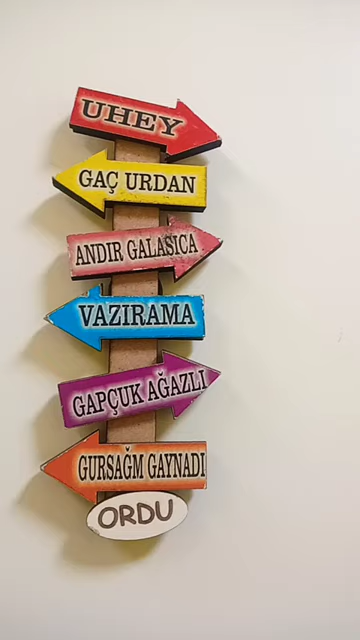 UHEY
GAÇ URDAN
ANDIR GALASICA
VAZIRAMA
GAPÇUK AĞAZLI
GURSAĞM GAYNADI
ORDU